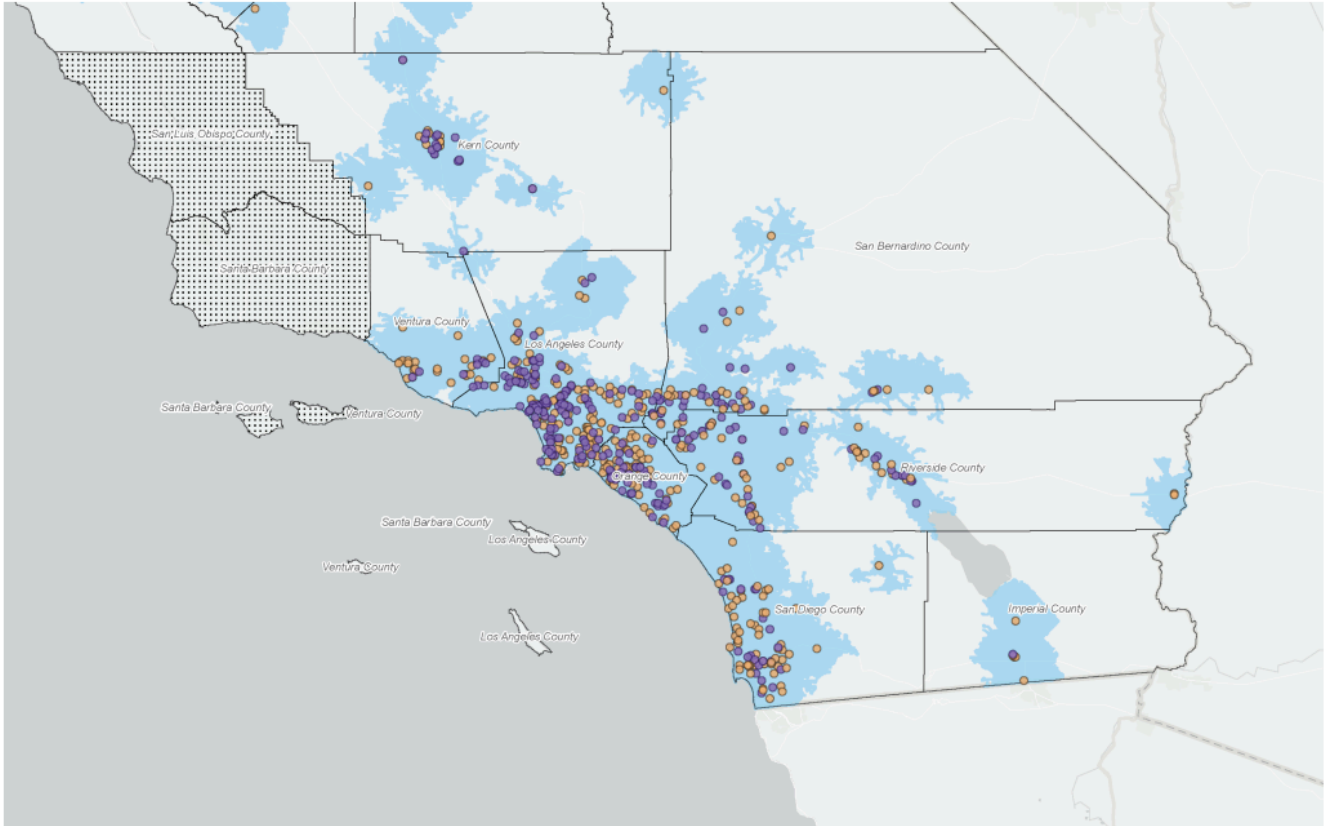 San Luis Obispo County
Kern County
San Bernardino County
Santa Barbara County
Ventura County
Los Angeles County
Santa Barbara County
Ventura County
Riverside County
Orange County
Santa Barbara County
Los Angeles County
Ventura County
San Diego County
Imperial County
Los Angeles County